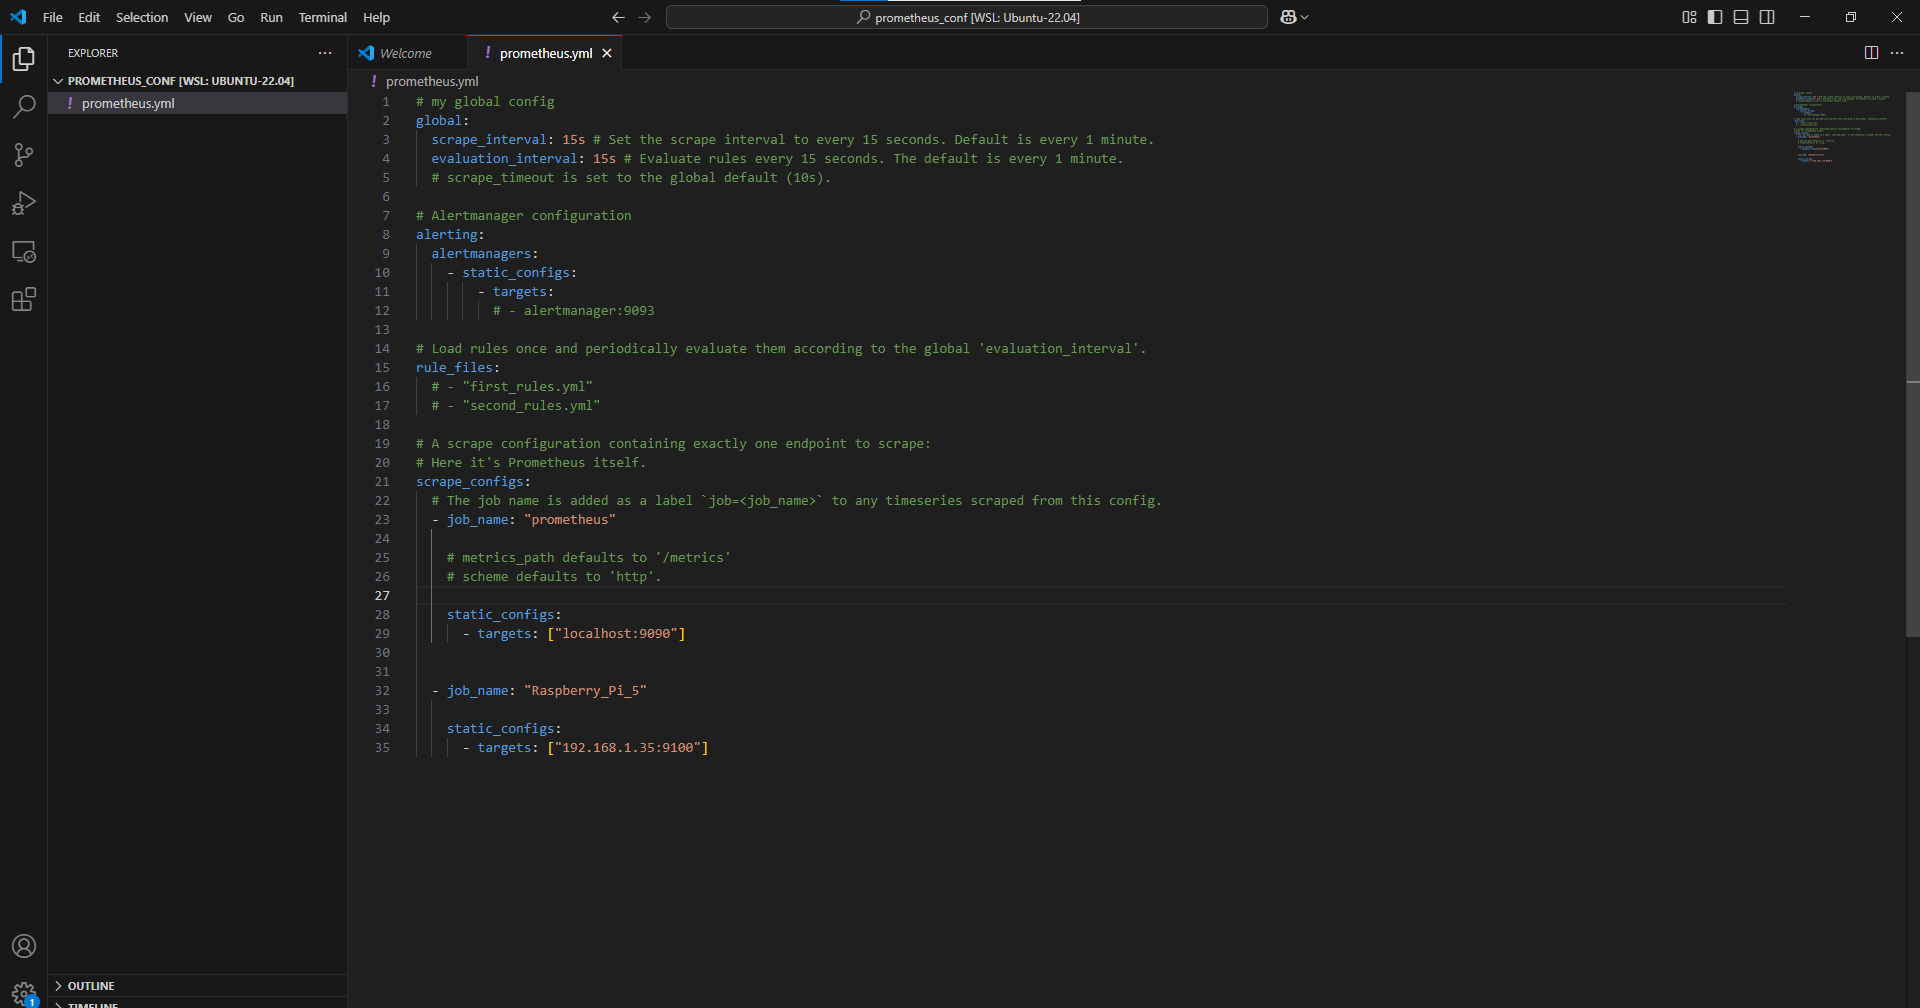 File Edit Selection View Go Run Terminal Help
prometheus_conf [WSL: Ubuntu-22.04]
EXPLORER
PROMETHEUS_CONF [WSL: UBUNTU-22.04]
! prometheus.yml
Welcome
! prometheus.yml
! prometheus.yml
1 # my global config
2 global:
3 scrape_interval: 15s # Set the scrape interval to every 15 seconds. Default is every 1 minute.
4 evaluation_interval: 15s # Evaluate rules every 15 seconds. The default is every 1 minute.
5 # scrape_timeout is set to the global default (10s).
6
7 # Alertmanager configuration
8 alerting:
9 alertmanagers:
10 - static_configs:
11 - targets:
12 # - alertmanager:9093
13
14 # Load rules once and periodically evaluate them according to the global 'evaluation_interval'.
15 rule_files:
16 # - "first_rules.yml"
17 # - "second_rules.yml"
18
19 # A scrape configuration containing exactly one endpoint to scrape:
20 # Here it's Prometheus itself.
21 scrape_configs:
22 # The job name is added as a label `job=<job_name>` to any timeseries scraped from this config.
23 - job_name: "prometheus"
24
25 # metrics_path defaults to '/metrics'
26 # scheme defaults to 'http'.
27
28 static_configs:
29 - targets: ["localhost:9090"]
30
31
32 - job_name: "Raspberry_Pi_5"
33
34 static_configs:
35 - targets: ["192.168.1.35:9100"]
1
OUTLINE
TIMELINE